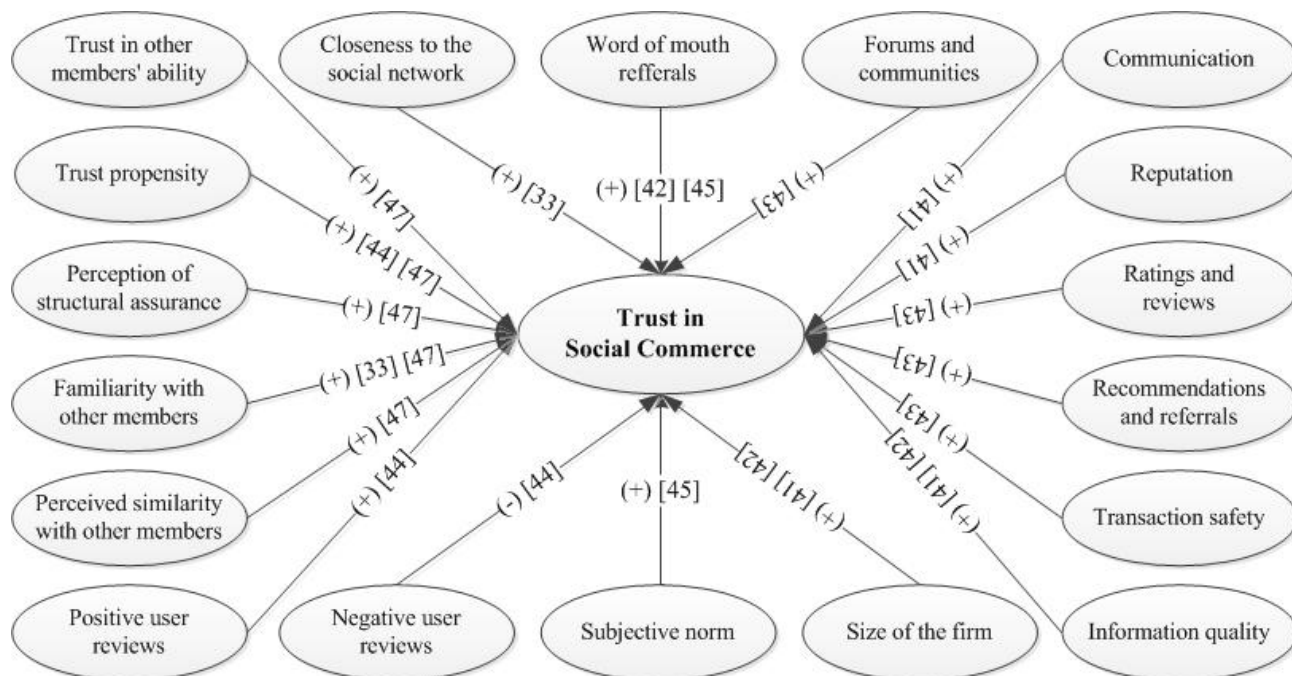 Trust in other
members' ability
Closeness to the
social network
Word of mouth
refferals
Forums and
communities
Communication
Trust propensity
Reputation
Perception of
structural assurance
Ratings and
reviews
Familiarity with
other members
Recommendations
and referrals
Perceived similarity
with other members
Transaction safety
Positive user
reviews
Negative user
reviews
Subjective norm
Size of the firm
Information quality
Trust in
Social Commerce
(+) [47]
(+) [33]
(+) [42] [45]
(+) [43]
(+) [41]
(+) [44] [47]
(+) [41]
(+) [47]
(+) [43]
(+) [33] [47]
(+) [43]
(+) [47]
(+) [43]
(+) [44]
(-) [44]
(+) [45]
(+) [41] [42]
(+) [41] [42]